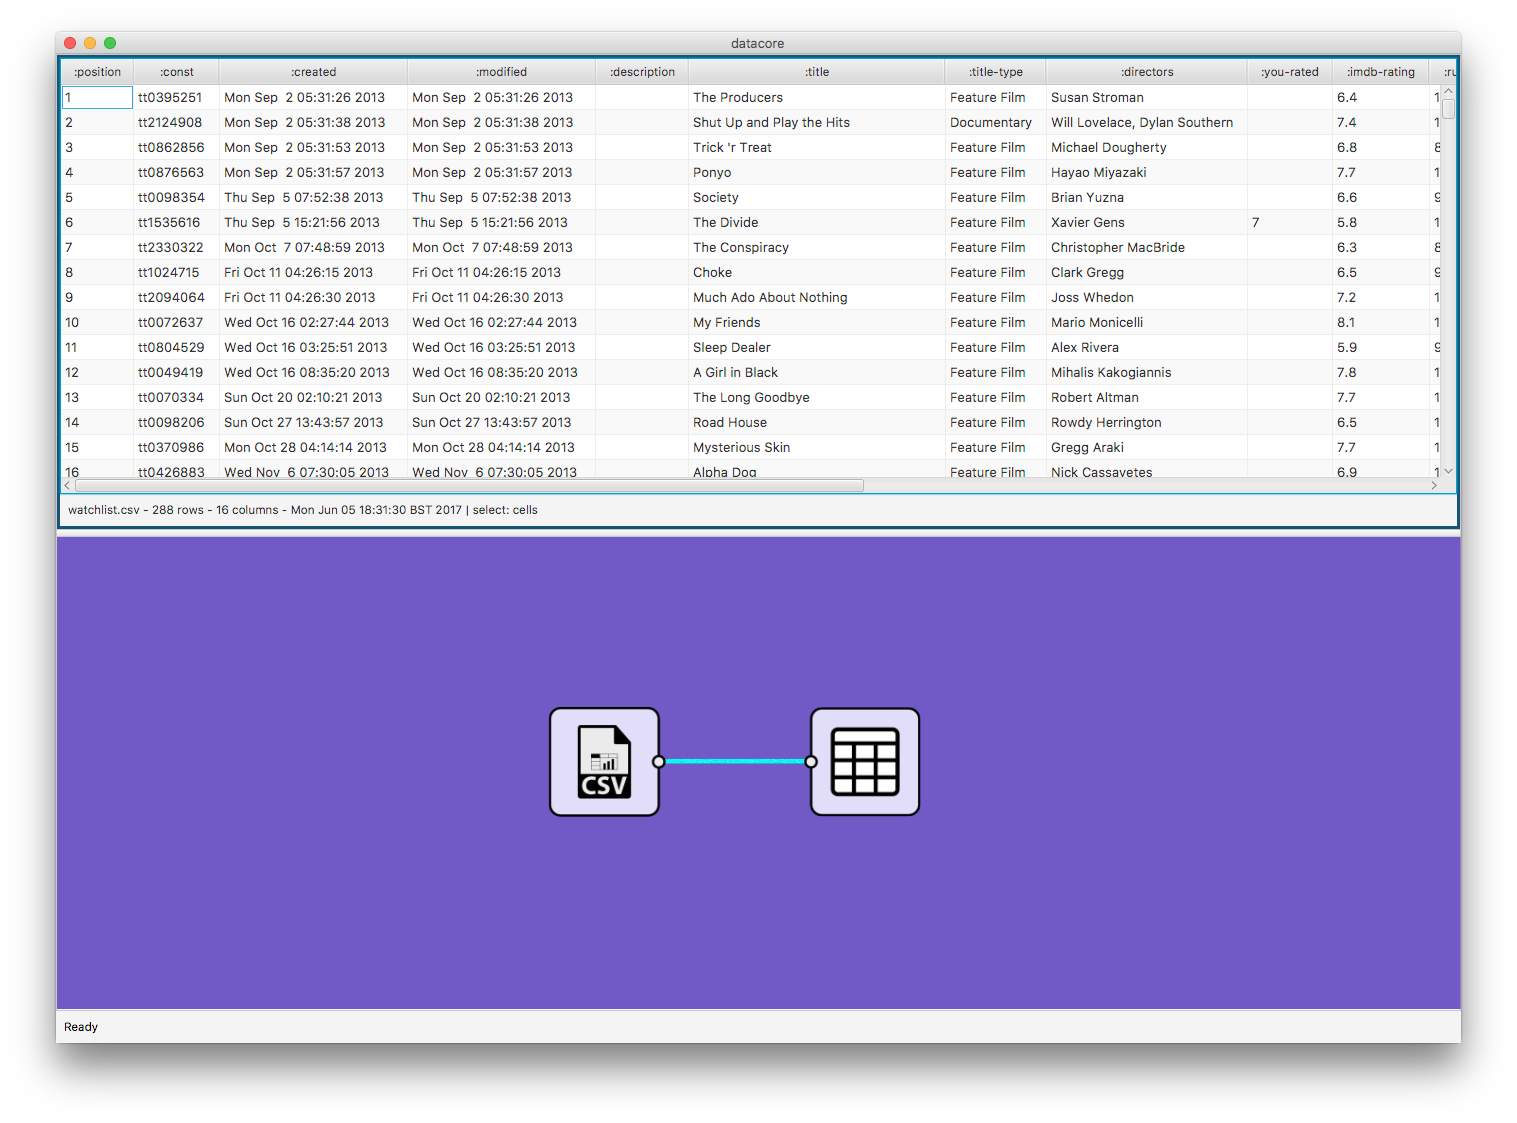 datacore
:position :const :created :modified :description :title :title-type :directors :you-rated :imdb-rating :ru
1 tt0395251 Mon Sep 2 05:31:26 2013 Mon Sep 2 05:31:26 2013 The Producers Feature Film Susan Stroman 6.4 1
2 tt2124908 Mon Sep 2 05:31:38 2013 Mon Sep 2 05:31:38 2013 Shut Up and Play the Hits Documentary Will Lovelace, Dylan Southern 7.4 1
3 tt0862856 Mon Sep 2 05:31:53 2013 Mon Sep 2 05:31:53 2013 Trick 'r Treat Feature Film Michael Dougherty 6.8 8
4 tt0876563 Mon Sep 2 05:31:57 2013 Mon Sep 2 05:31:57 2013 Ponyo Feature Film Hayao Miyazaki 7.7 1
5 tt0098354 Thu Sep 5 07:52:38 2013 Thu Sep 5 07:52:38 2013 Society Feature Film Brian Yuzna 6.6 9
6 tt1535616 Thu Sep 5 15:21:56 2013 Thu Sep 5 15:21:56 2013 The Divide Feature Film Xavier Gens 7 5.8 1
7 tt2330322 Mon Oct 7 07:48:59 2013 Mon Oct 7 07:48:59 2013 The Conspiracy Feature Film Christopher MacBride 6.3 8
8 tt1024715 Fri Oct 11 04:26:15 2013 Fri Oct 11 04:26:15 2013 Choke Feature Film Clark Gregg 6.5 9
9 tt2094064 Fri Oct 11 04:26:30 2013 Fri Oct 11 04:26:30 2013 Much Ado About Nothing Feature Film Joss Whedon 7.2 1
10 tt0072637 Wed Oct 16 02:27:44 2013 Wed Oct 16 02:27:44 2013 My Friends Feature Film Mario Monicelli 8.1 1
11 tt0804529 Wed Oct 16 03:25:51 2013 Wed Oct 16 03:25:51 2013 Sleep Dealer Feature Film Alex Rivera 5.9 9
12 tt0049419 Wed Oct 16 08:35:20 2013 Wed Oct 16 08:35:20 2013 A Girl in Black Feature Film Mihalis Kakogiannis 7.8 1
13 tt0070334 Sun Oct 20 02:10:21 2013 Sun Oct 20 02:10:21 2013 The Long Goodbye Feature Film Robert Altman 7.7 1
14 tt0098206 Sun Oct 27 13:43:57 2013 Sun Oct 27 13:43:57 2013 Road House Feature Film Rowdy Herrington 6.5 1
15 tt0370986 Mon Oct 28 04:14:14 2013 Mon Oct 28 04:14:14 2013 Mysterious Skin Feature Film Gregg Araki 7.7 1
16 tt0426883 Wed Nov 6 07:30:05 2013 Wed Nov 6 07:30:05 2013 Alpha Dog Feature Film Nick Cassavetes 6.9 1
watchlist.csv - 288 rows - 16 columns - Mon Jun 05 18:31:30 BST 2017 | select: cells
CSV
Ready